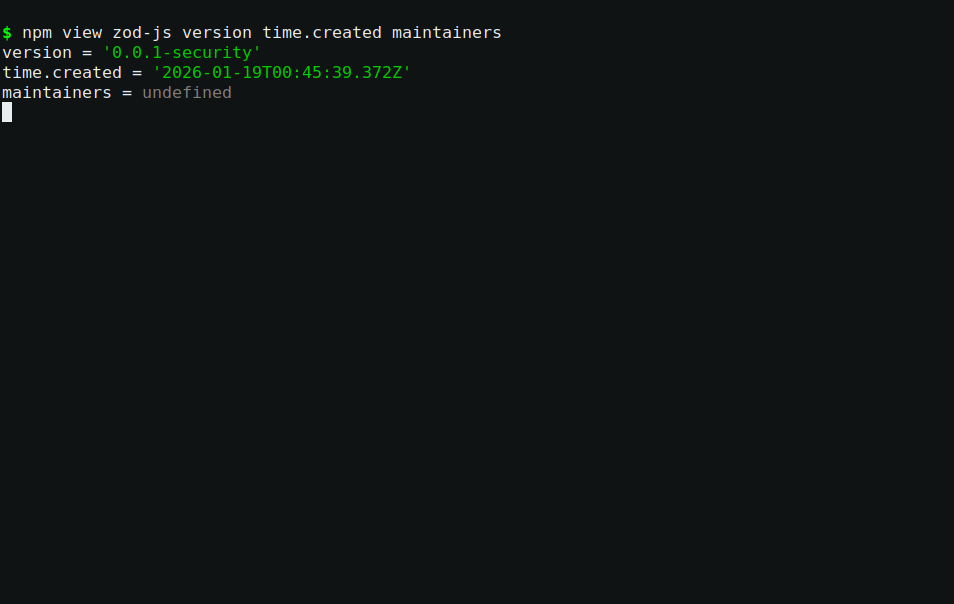 $ npm view zod-js version time.created maintainers
version = '0.0.1-security'
time.created = '2026-01-19T00:45:39.372Z'
maintainers = undefined